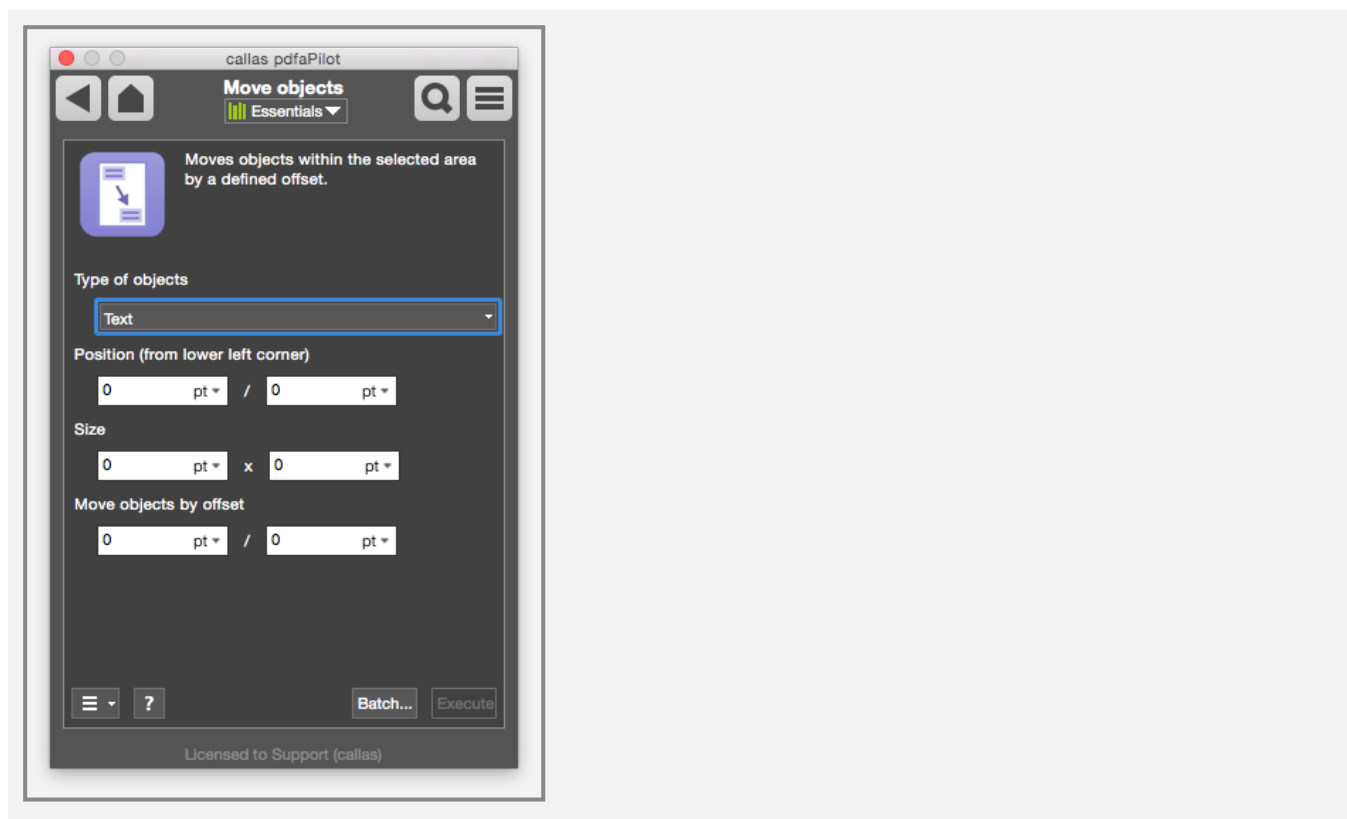 callas pdfaPilot
Move objects
Essentials
Moves objects within the selected area
by a defined offset.
Type of objects
Text
Position (from lower left corner)
0 pt / 0 pt
Size
0 pt x 0 pt
Move objects by offset
0 pt / 0 pt
? Batch... Execute
Licensed to Support (callas)